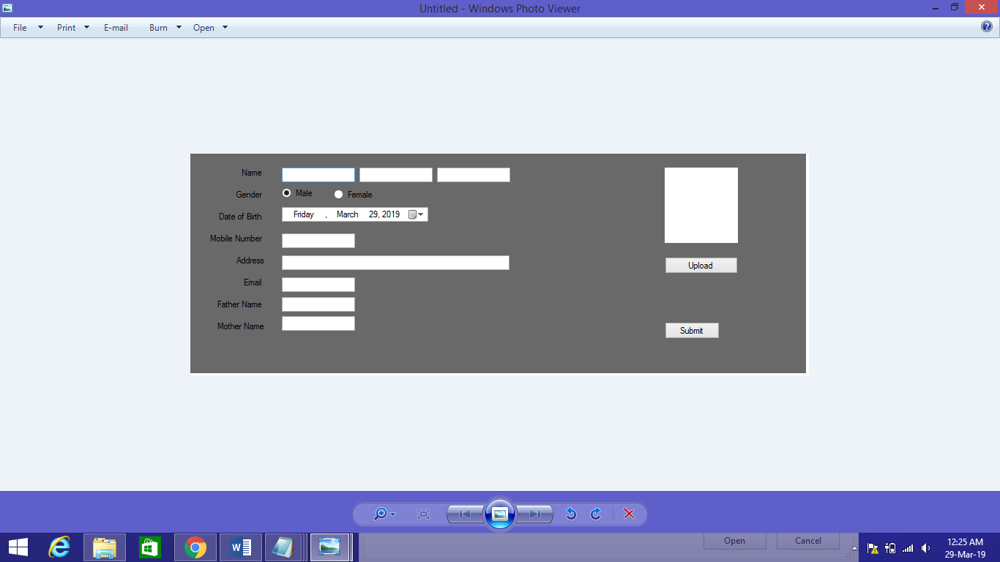 Untitled - Windows Photo Viewer
File Print E-mail Burn Open
Name
Gender Male Female
Date of Birth Friday , March 29, 2019
Mobile Number
Address
Upload
Email
Father Name
Mother Name
Submit
Open Cancel
12:25 AM
29-Mar-19